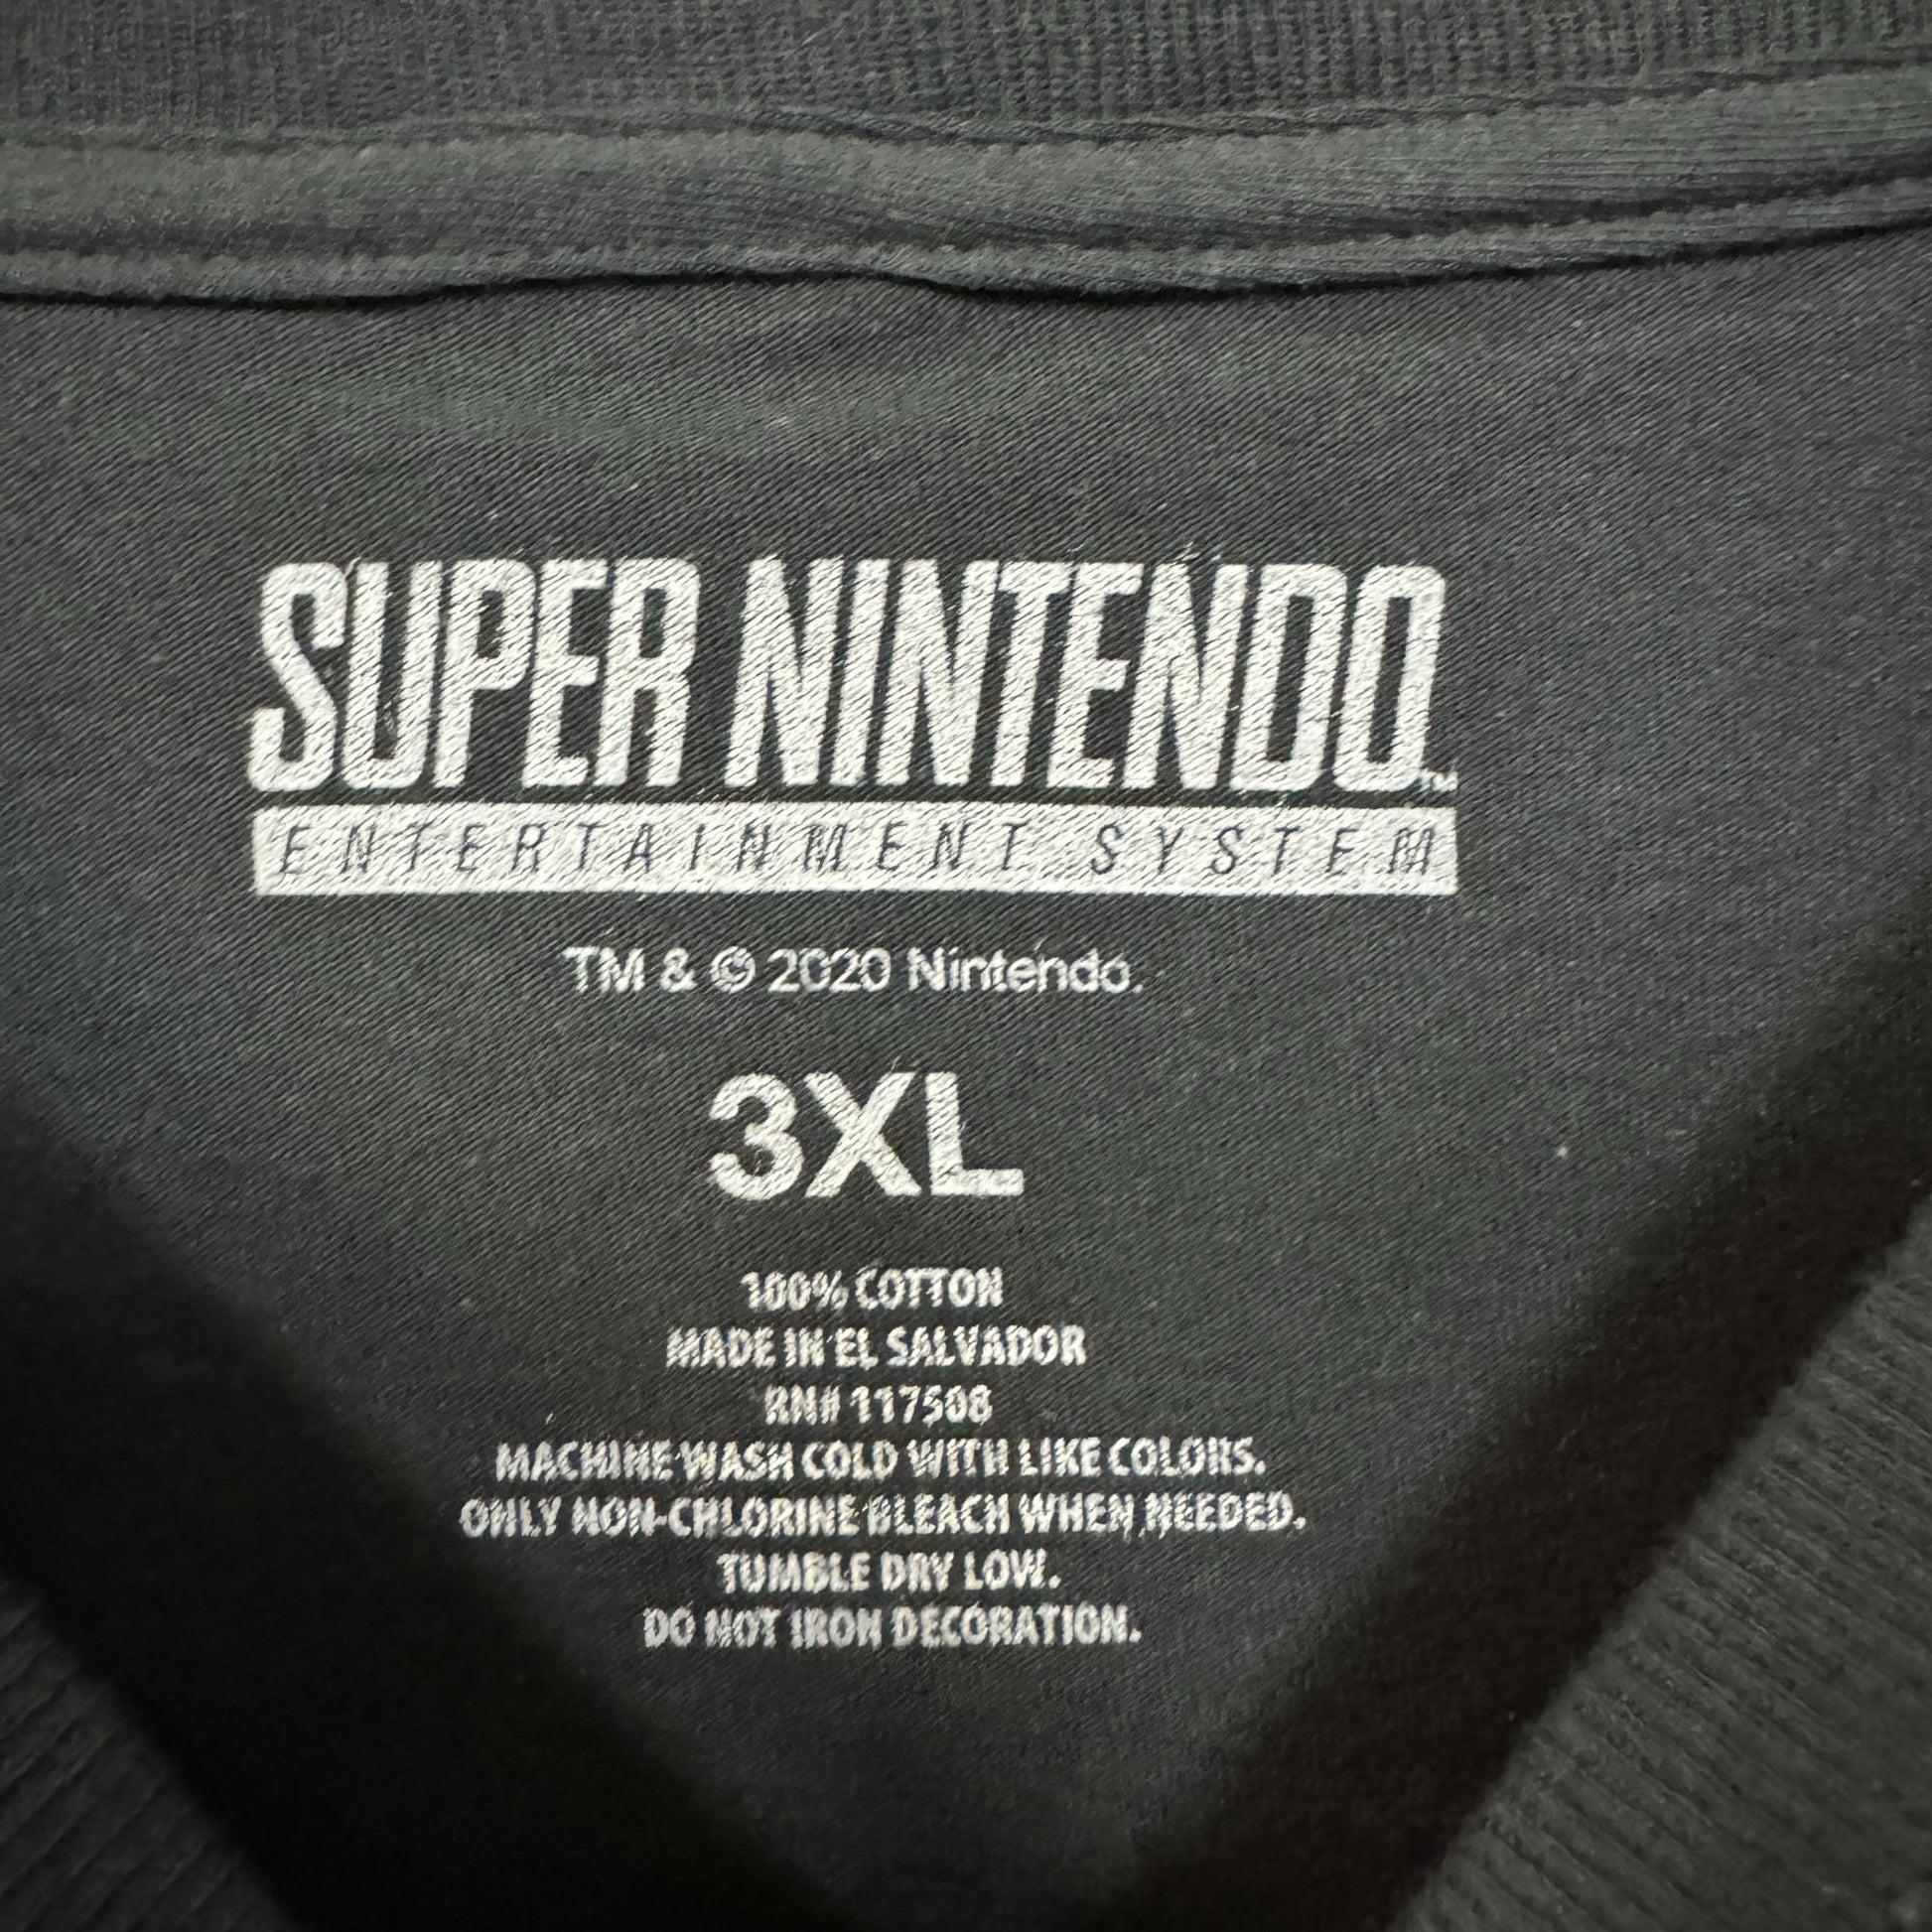 SUPER NINTENDO™
ENTERTAINMENT SYSTEM
TM & © 2020 Nintendo.
3XL
100% COTTON
MADE IN EL SALVADOR
RN# 117508
MACHINE WASH COLD WITH LIKE COLORS.
ONLY NON-CHLORINE BLEACH WHEN NEEDED.
TUMBLE DRY LOW.
DO NOT IRON DECORATION.